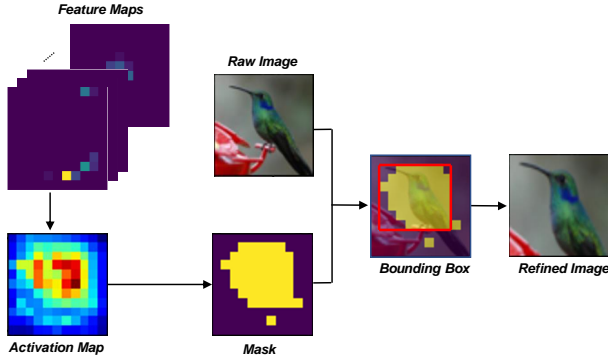 Feature Maps
Raw Image
Bounding Box
Refined Image
Activation Map
Mask